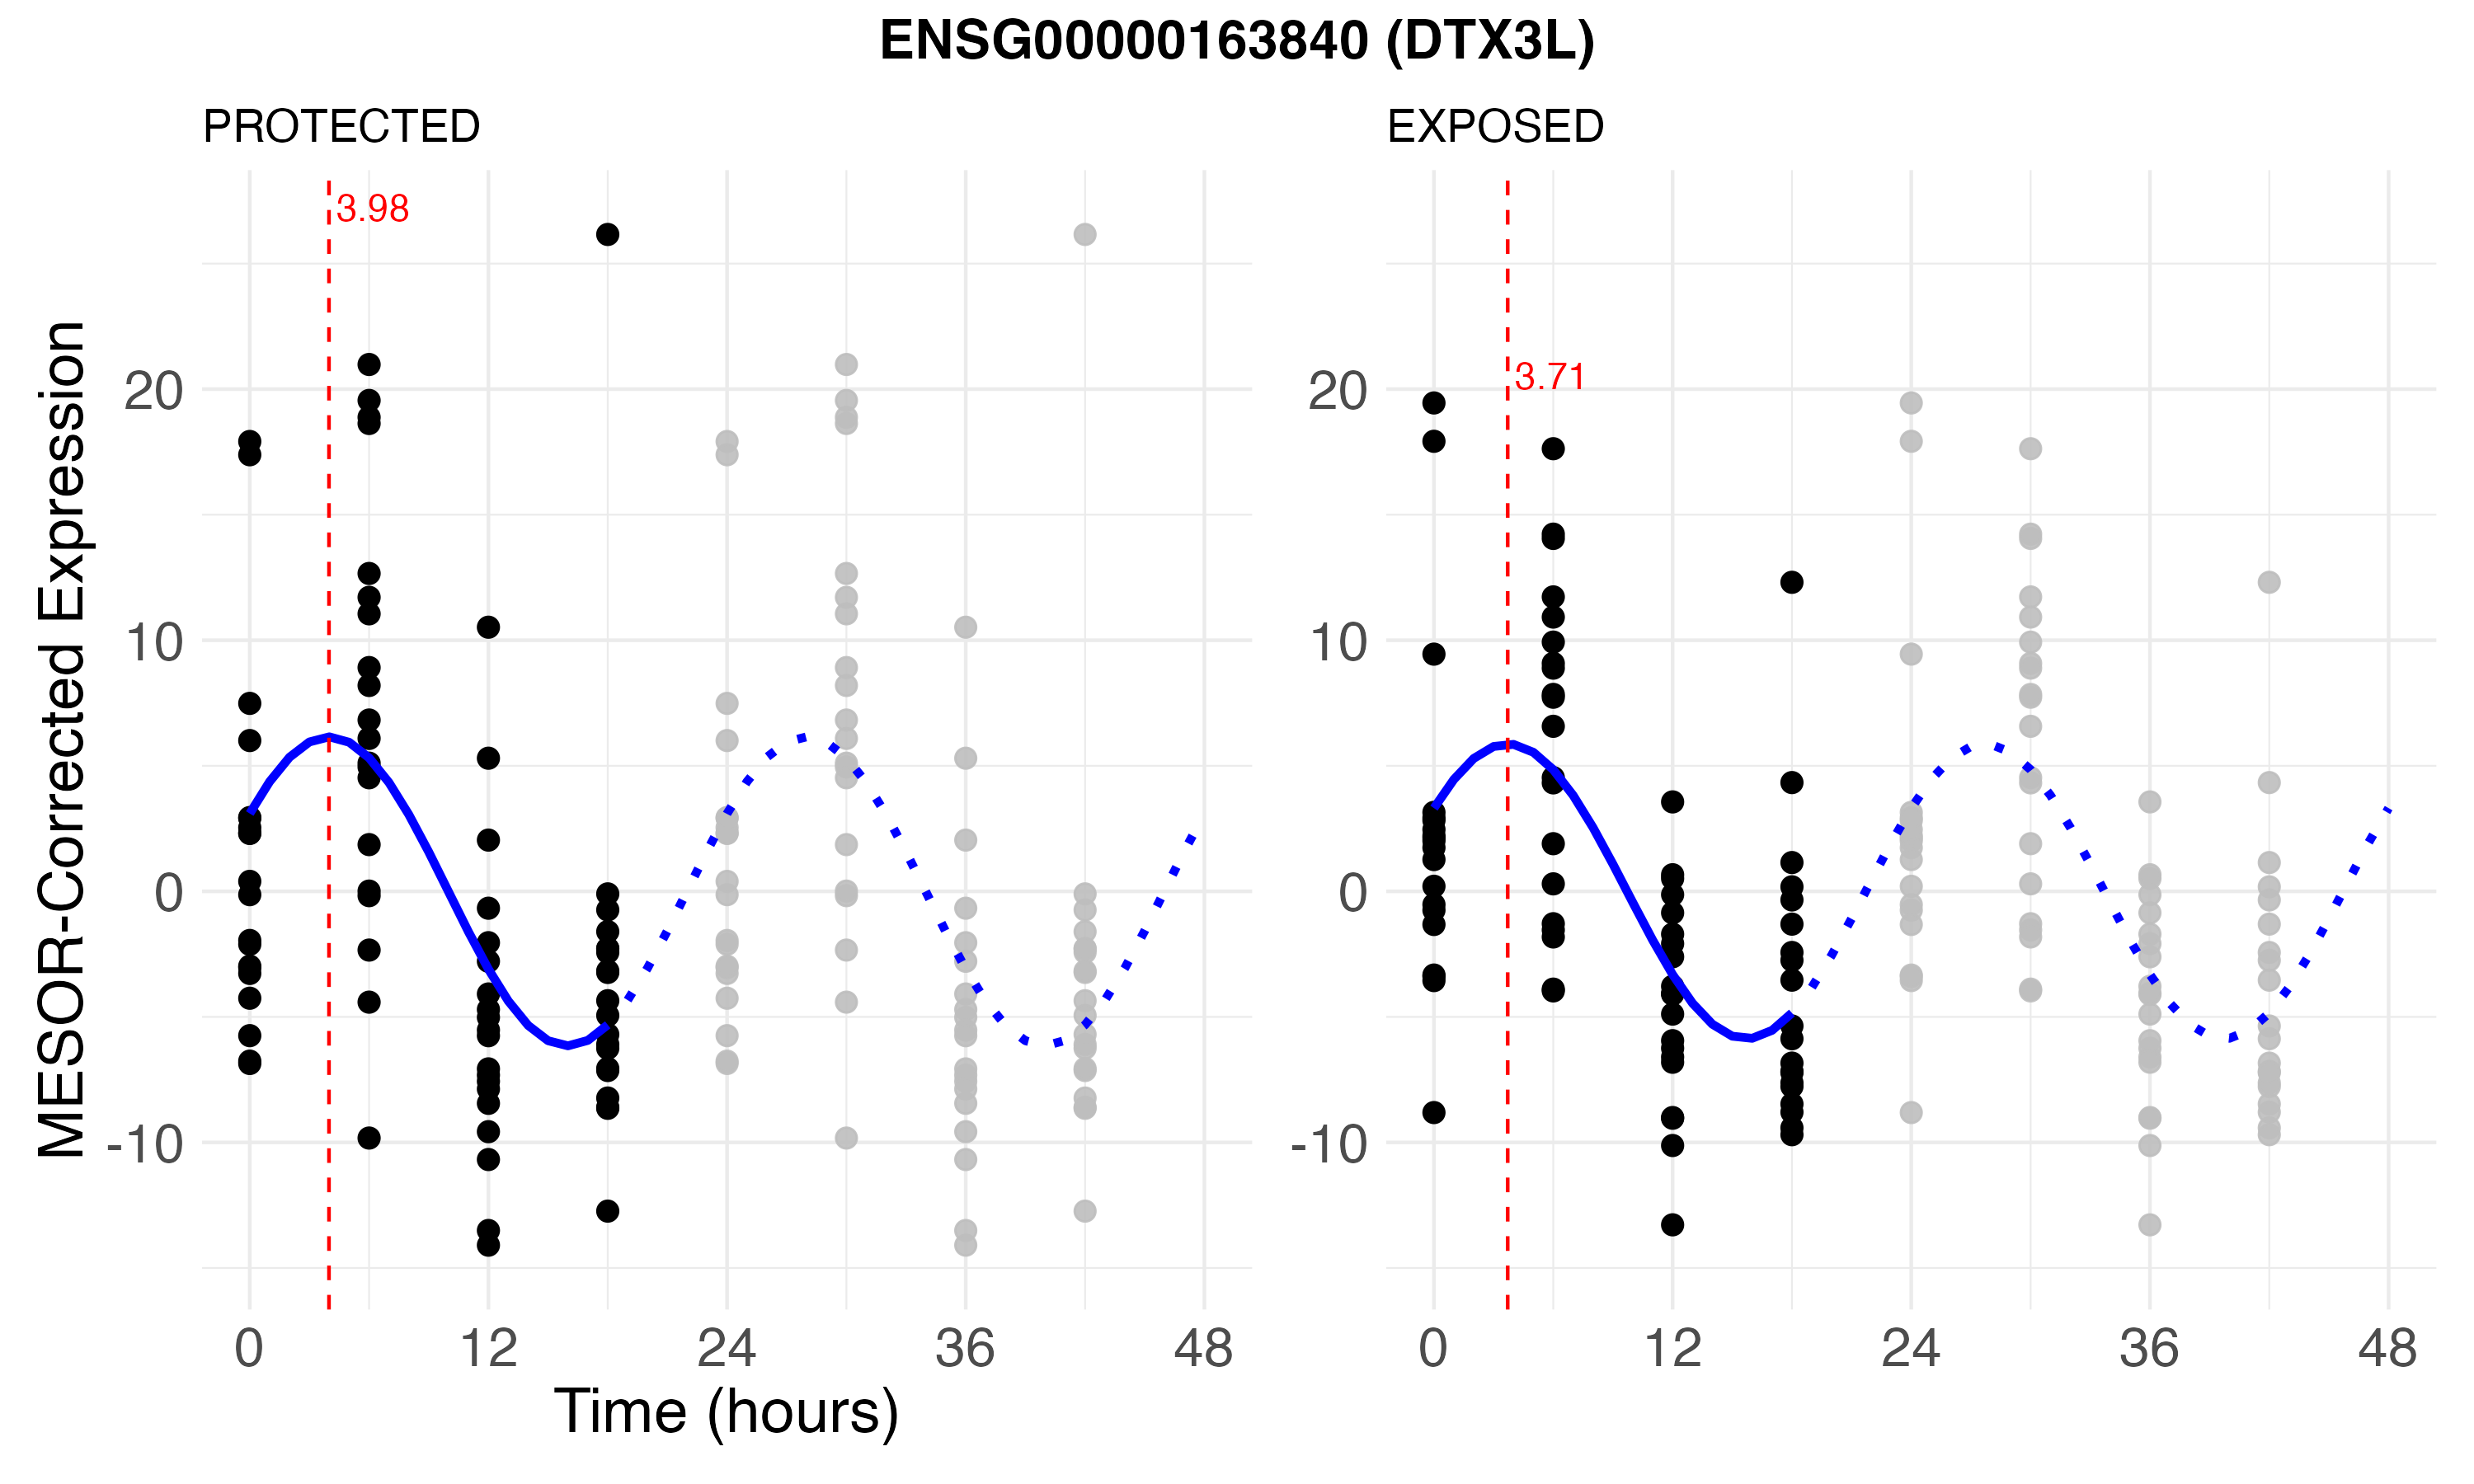 ENSG00000163840 (DTX3L)
PROTECTED
EXPOSED
MESOR-Corrected Expression
3.98
3.71
20
10
0
-10
20
10
0
-10
0 12 24 36 48
0 12 24 36 48
Time (hours)